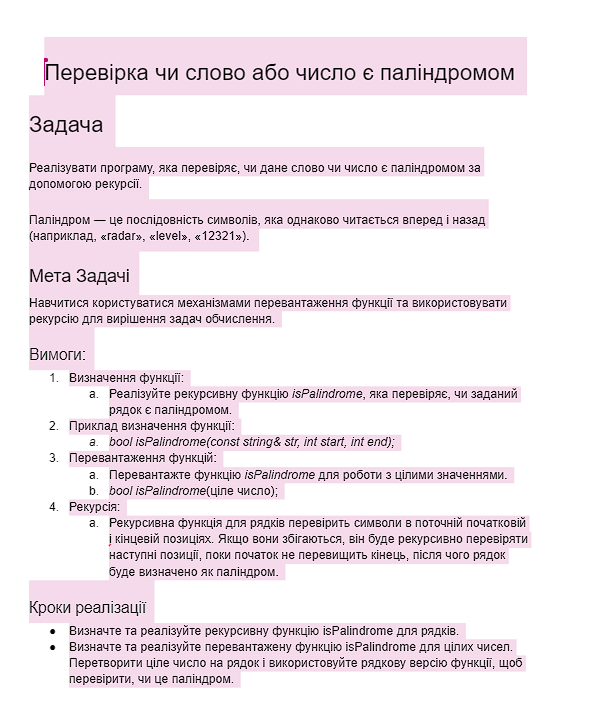 Перевірка чи слово або число є паліндромом
Задача
Реалізувати програму, яка перевіряє, чи дане слово чи число є паліндромом за
допомогою рекурсії.
Паліндром — це послідовність символів, яка однаково читається вперед і назад
(наприклад, «radar», «level», «12321»).
Мета Задачі
Навчитися користуватися механізмами перевантаження функції та використовувати
рекурсію для вирішення задач обчислення.
Вимоги:
1. Визначення функції:
a. Реалізуйте рекурсивну функцію isPalindrome, яка перевіряє, чи заданий
рядок є паліндромом.
2. Приклад визначення функції:
a. bool isPalindrome(const string& str, int start, int end);
3. Перевантаження функцій:
a. Перевантажте функцію isPalindrome для роботи з цілими значеннями.
b. bool isPalindrome(ціле число);
4. Рекурсія:
a. Рекурсивна функція для рядків перевірить символи в поточній початковій
і кінцевій позиціях. Якщо вони збігаються, він буде рекурсивно перевіряти
наступні позиції, поки початок не перевищить кінець, після чого рядок
буде визначено як паліндром.
Кроки реалізації
● Визначте та реалізуйте рекурсивну функцію isPalindrome для рядків.
● Визначте та реалізуйте перевантажену функцію isPalindrome для цілих чисел.
Перетворити ціле число на рядок і використовуйте рядкову версію функції, щоб
перевірити, чи це паліндром.